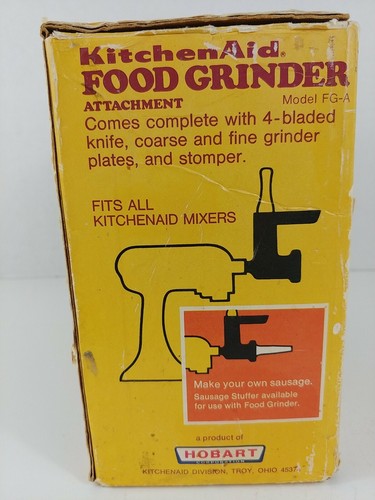 KitchenAid®
FOOD GRINDER
ATTACHMENT
Model FG-A
Comes complete with 4-bladed
knife, coarse and fine grinder
plates, and stomper.
FITS ALL
KITCHENAID MIXERS
Make your own sausage.
Sausage Stuffer available
for use with Food Grinder.
a product of
HOBART
CORPORATION
KITCHENAID DIVISION, TROY, OHIO